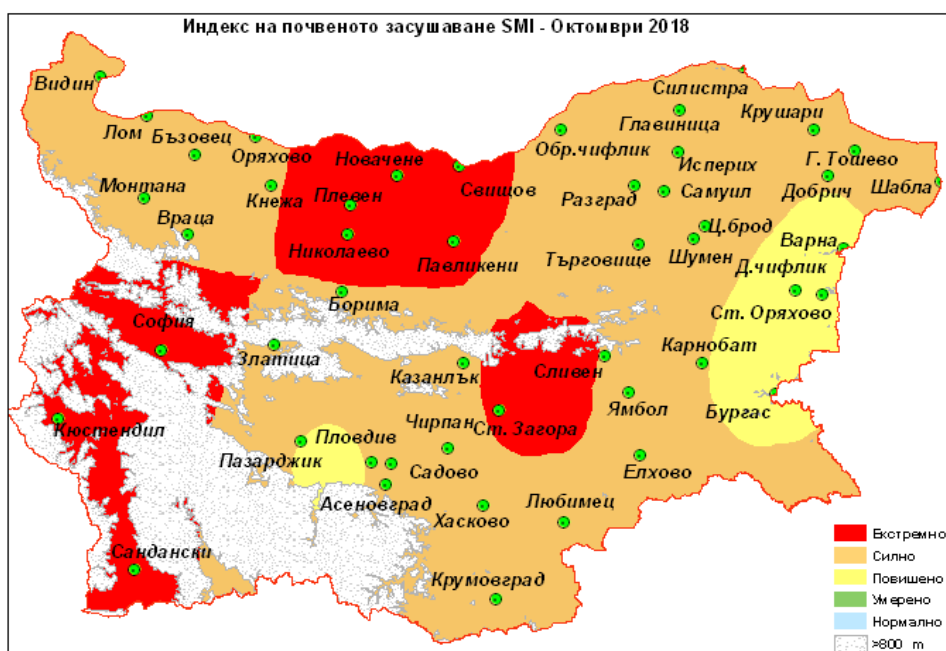 Индекс на почвеното засушаване SMI - Октомври 2018
Видин
Силистра
Лом
Бъзовец
Главиница
Крушари
Оряхово
Новачене
Обр.чифлик
Исперих
Г. Тошево
Монтана
Кнежа
Плевен
Свищов
Разград
Самуил
Добрич
Шабла
Враца
Николаево
Павликени
Търговище
Ц.брод
Шумен
Варна
Д.чифлик
Борима
Ст. Оряхово
София
Златица
Казанлък
Сливен
Карнобат
Кюстендил
Чирпан
Ст. Загора
Ямбол
Бургас
Пловдив
Пазарджик
Садово
Елхово
Асеновград
Хасково
Любимец
Сандански
Крумовград
Екстремно
Силно
Повишено
Умерено
Нормално
>800 m